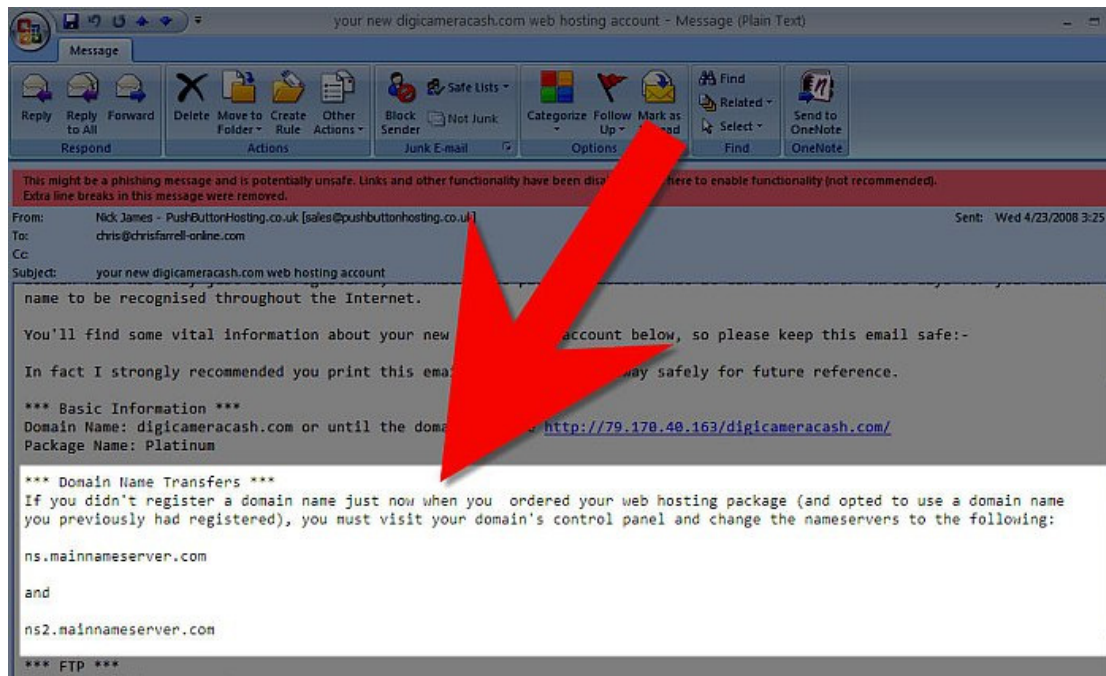 your new digicameracash.com web hosting account - Message (Plain Text)
Message
Reply
Reply to All
Forward
Respond
Delete
Move to Folder
Create Rule
Other Actions
Actions
Block Sender
Safe Lists
Not Junk
Junk E-mail
Categorize
Follow Up
Mark as
Options
Find
Related
Select
Find
Send to OneNote
OneNote
This might be a phishing message and is potentially unsafe. Links and other functionality have been here to enable functionality (not recommended).
Extra line breaks in this message were removed.
From: Nick James - PushButtonHosting.co.uk [sales@pushbuttonhosting.co.uk]
Sent: Wed 4/23/2008 3:25
To: chris@chrisfarrell-online.com
Cc:
Subject: your new digicameracash.com web hosting account
name to be recognised throughout the Internet.
You'll find some vital information about your new account below, so please keep this email safe:-
In fact I strongly recommended you print this safely for future reference.
*** Basic Information ***
Domain Name: digicameracash.com or until the http://79.170.40.163/digicameracash.com/
Package Name: Platinum
*** Domain Name Transfers ***
If you didn't register a domain name just now when you ordered your web hosting package (and opted to use a domain name
you previously had registered), you must visit your domain's control panel and change the nameservers to the following:
ns.mainnameserver.com
and
ns2.mainnameserver.com
*** FTP ***